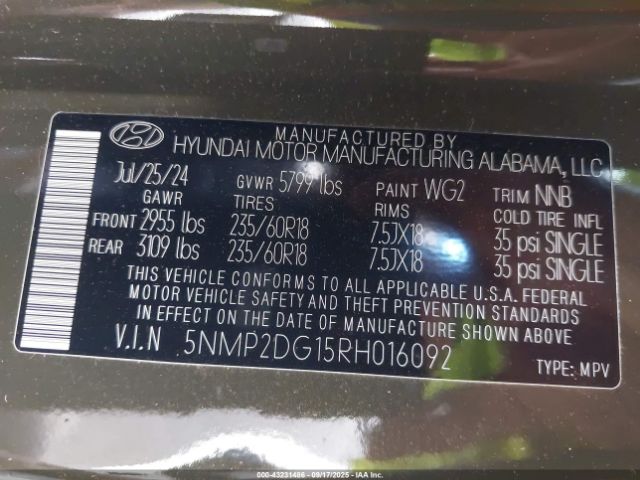 MANUFACTURED BY
HYUNDAI MOTOR MANUFACTURING ALABAMA, LLC
Jul/25/24 GVWR 5799 lbs PAINT WG2 TRIM NNB
GAWR TIRES RIMS COLD TIRE INFL
FRONT 2955 lbs 235/60R18 7.5JX18 35 psi SINGLE
REAR 3109 lbs 235/60R18 7.5JX18 35 psi SINGLE
THIS VEHICLE CONFORMS TO ALL APPLICABLE U.S.A. FEDERAL
MOTOR VEHICLE SAFETY AND THEFT PREVENTION STANDARDS
IN EFFECT ON THE DATE OF MANUFACTURE SHOWN ABOVE.
V.I.N 5NMP2DG15RH016092
TYPE: MPV
000-43231486 - 09/17/2025 - IAA Inc.